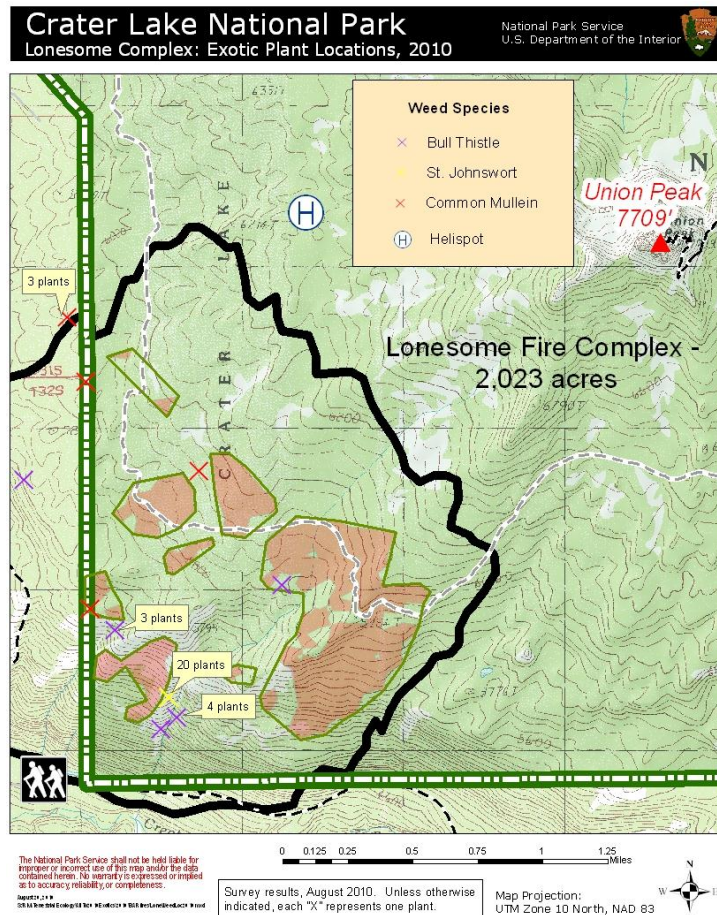 Crater Lake National Park
Lonesome Complex: Exotic Plant Locations, 2010
National Park Service
U.S. Department of the Interior
Weed Species
Bull Thistle
St. Johnswort
Common Mullein
H Helispot
H
N
Union Peak
7709'
CRATER LAKE
3 plants
Lonesome Fire Complex -
2,023 acres
1315
1329
3 plants
20 plants
4 plants
5600
The National Park Service shall not be held liable for
improper or incorrect use of this map and/or the data
contained herein. No warranty is expressed or implied
as to accuracy, reliability, or completeness.
0 0.125 0.25 0.5 0.75 1 1.25
Miles
Survey results, August 2010. Unless otherwise
indicated, each "X" represents one plant.
Map Projection:
UTM Zone 10 North, NAD 83
N
W E
S